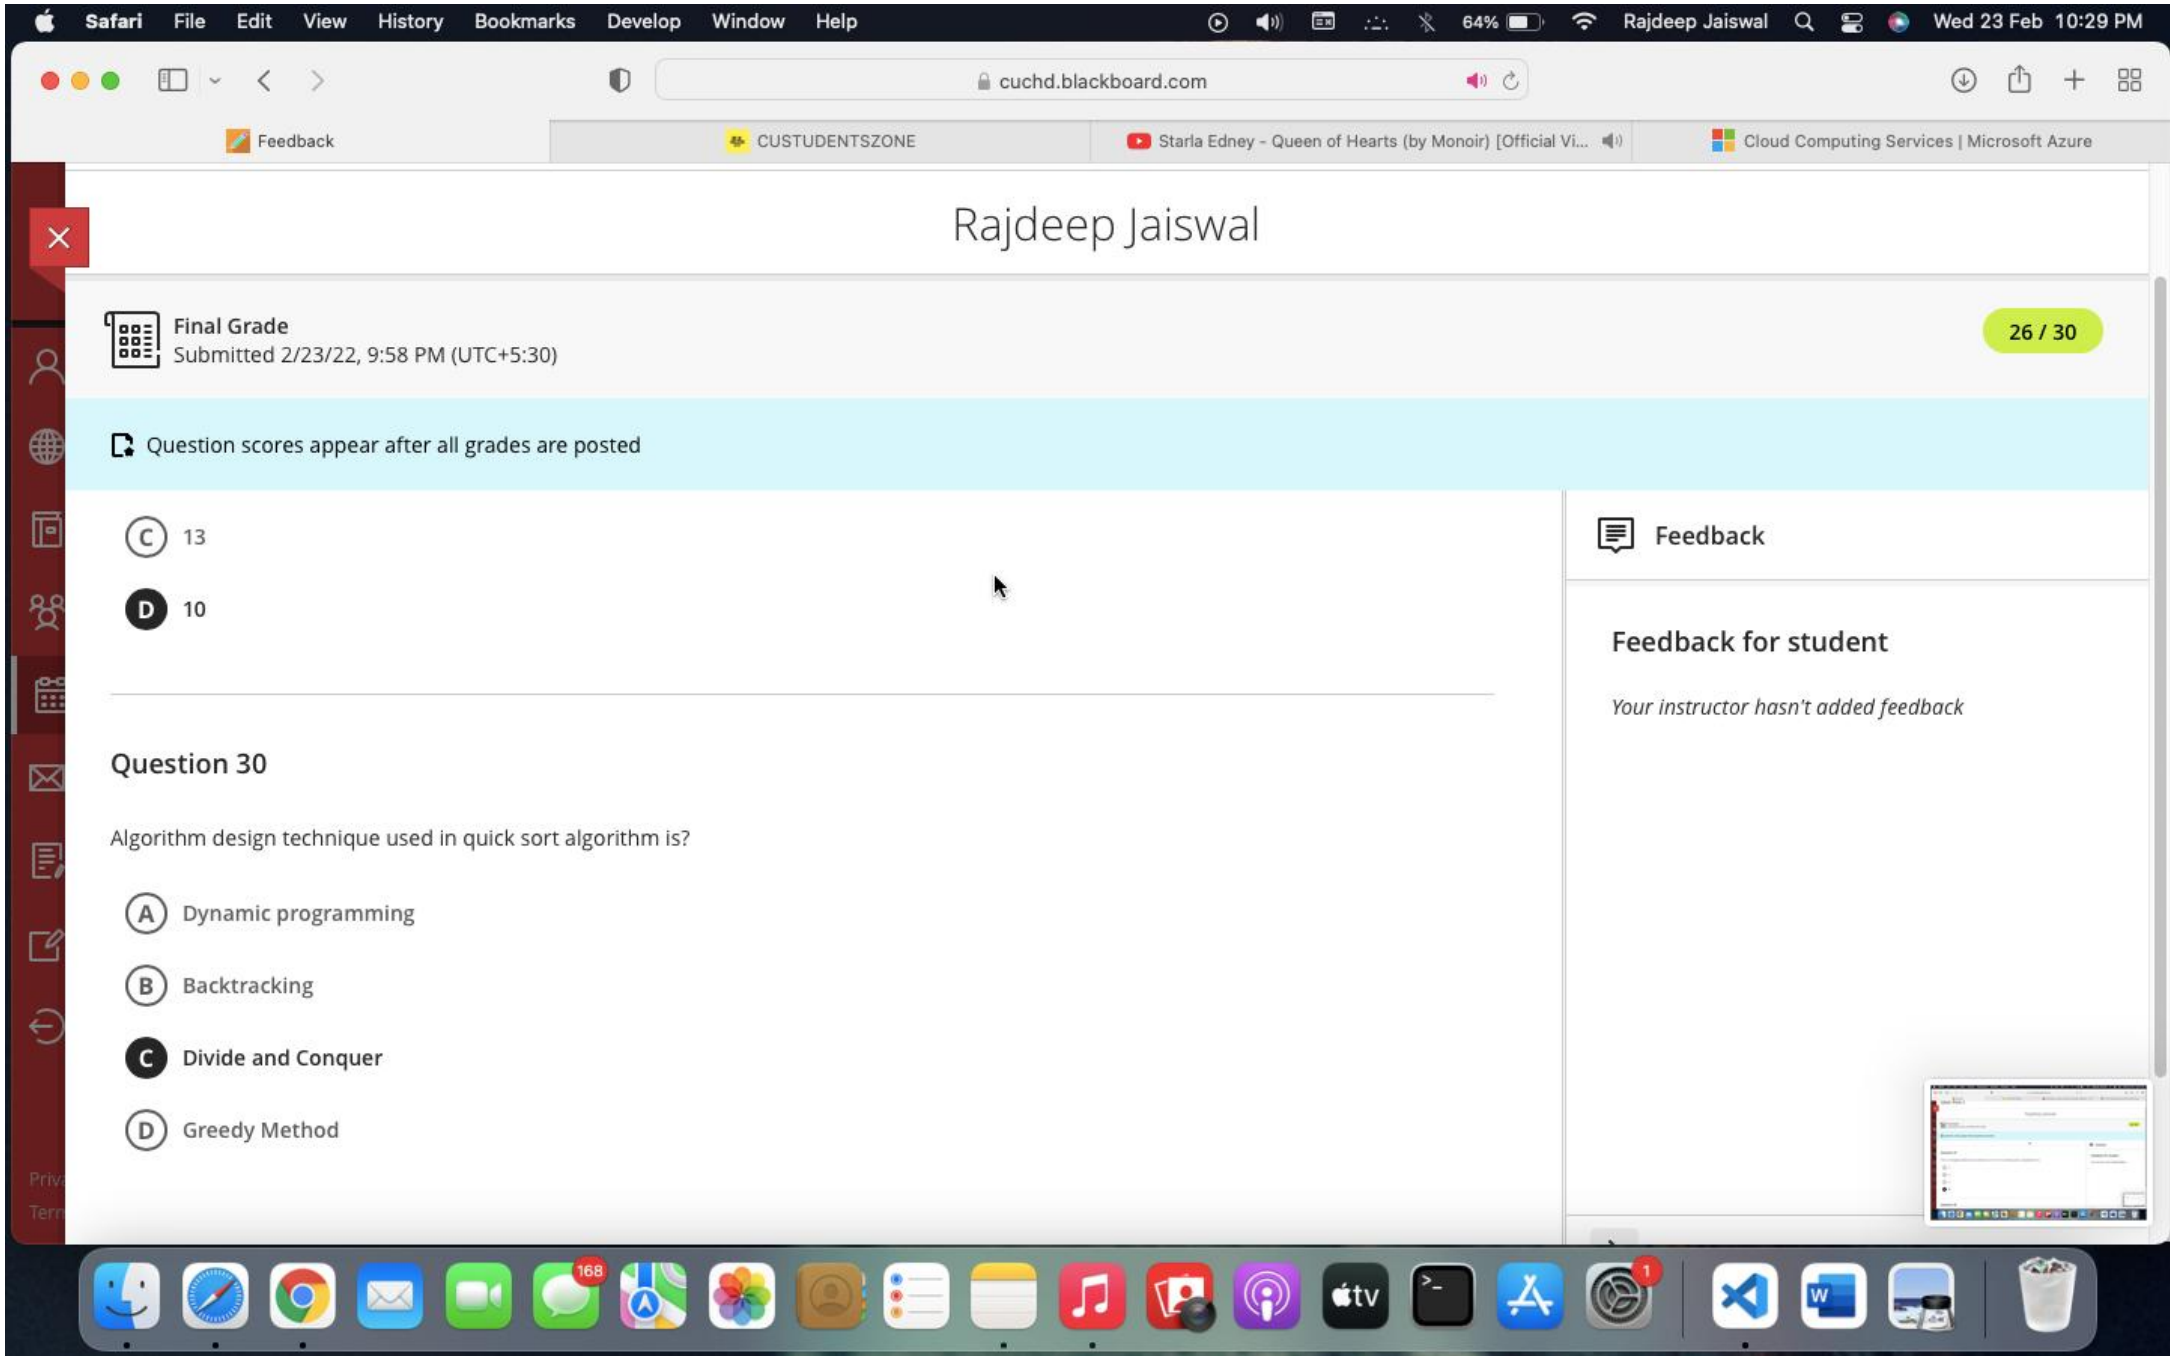 Safari File Edit View History Bookmarks Develop Window Help 64% Rajdeep Jaiswal Wed 23 Feb 10:29 PM
cuchd.blackboard.com
Feedback CUSTUDENTSZONE Starla Edney - Queen of Hearts (by Monoir) [Official Vi... Cloud Computing Services | Microsoft Azure
Rajdeep Jaiswal
Final Grade
Submitted 2/23/22, 9:58 PM (UTC+5:30)
26 / 30
Question scores appear after all grades are posted
C 13
D 10
Feedback
Feedback for student
Your instructor hasn't added feedback
Question 30
Algorithm design technique used in quick sort algorithm is?
A Dynamic programming
B Backtracking
C Divide and Conquer
D Greedy Method
Priva
Term
168
tv
>_
1
W